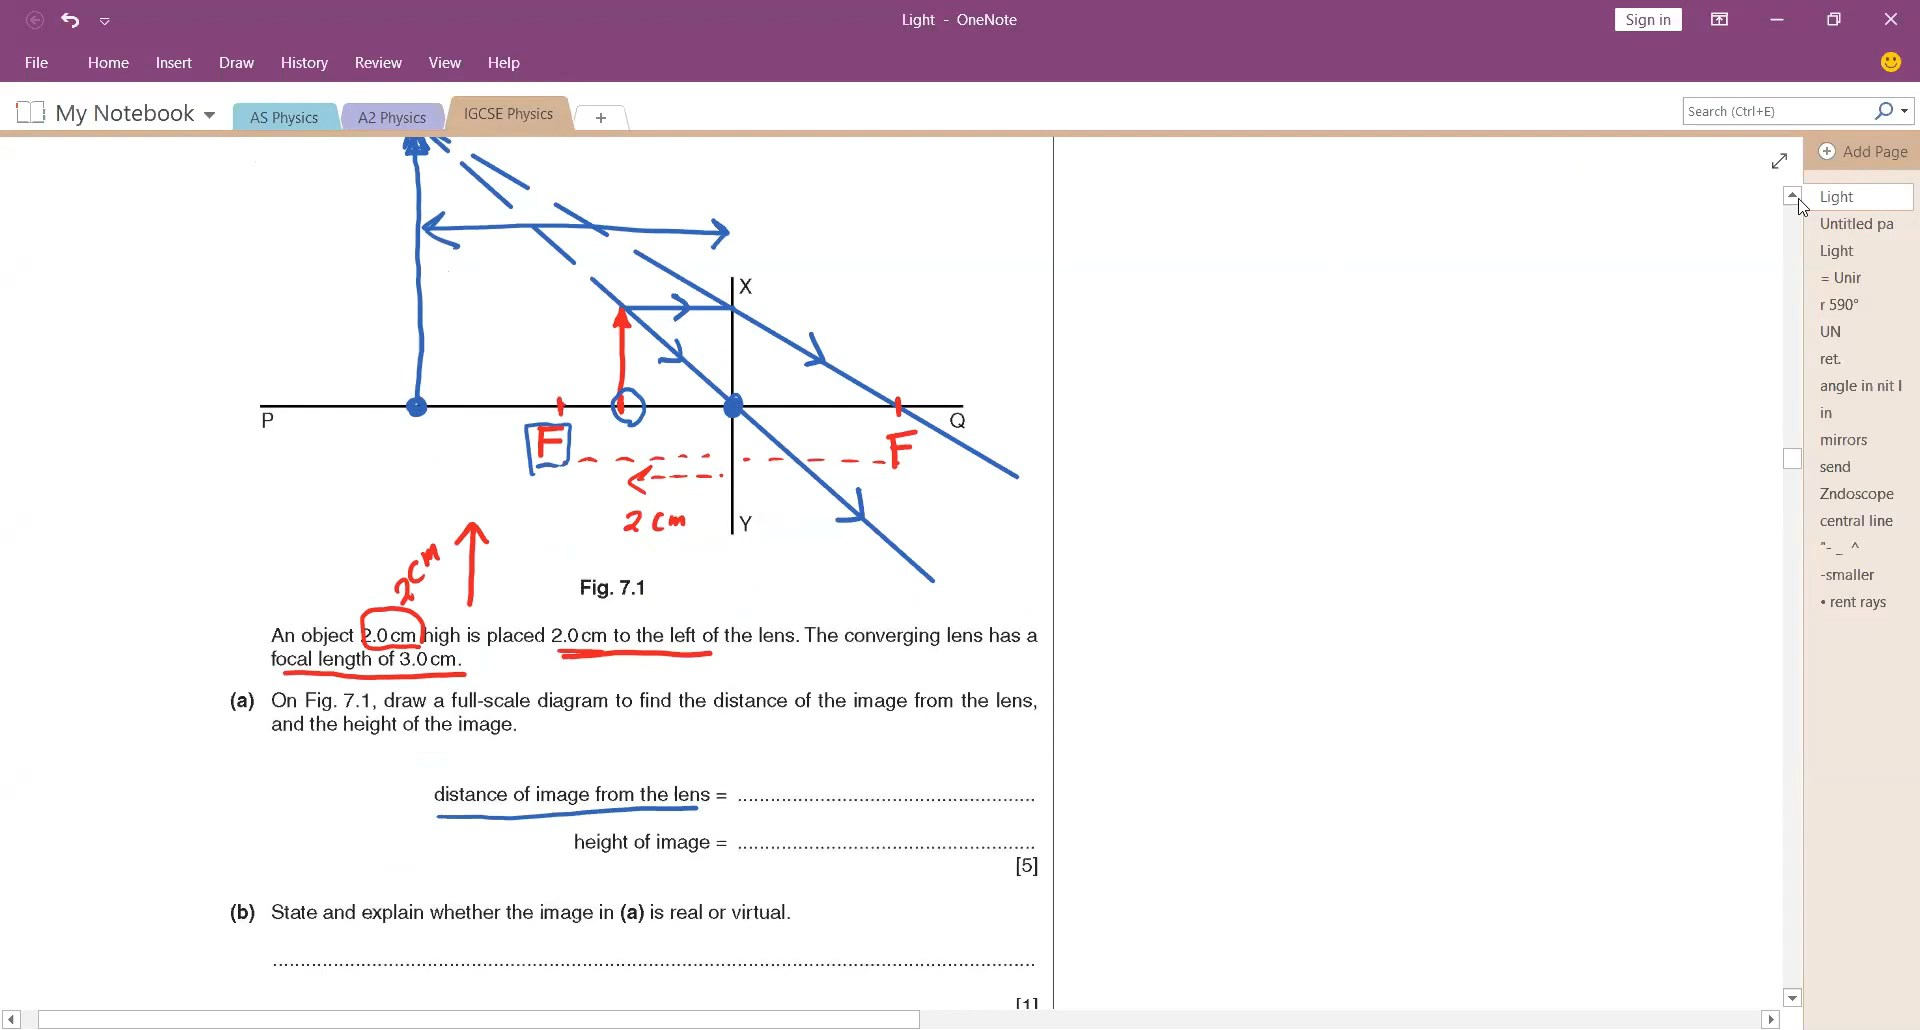 Light - OneNote
Sign in
File Home Insert Draw History Review View Help
My Notebook AS Physics A2 Physics IGCSE Physics +
Search (Ctrl+E)
Add Page
Light
Untitled pa
Light
= Unir
r 590°
UN
ret.
angle in nit I
in
mirrors
send
Zndoscope
central line
"- _ ^
-smaller
• rent rays
X
P
Q
F
F
2 cm
Y
2cm
Fig. 7.1
An object 2.0 cm high is placed 2.0 cm to the left of the lens. The converging lens has a
focal length of 3.0 cm.
(a) On Fig. 7.1, draw a full-scale diagram to find the distance of the image from the lens,
and the height of the image.
distance of image from the lens = ....................................................
height of image = ....................................................
[5]
(b) State and explain whether the image in (a) is real or virtual.
..........................................................................................................................
[1]